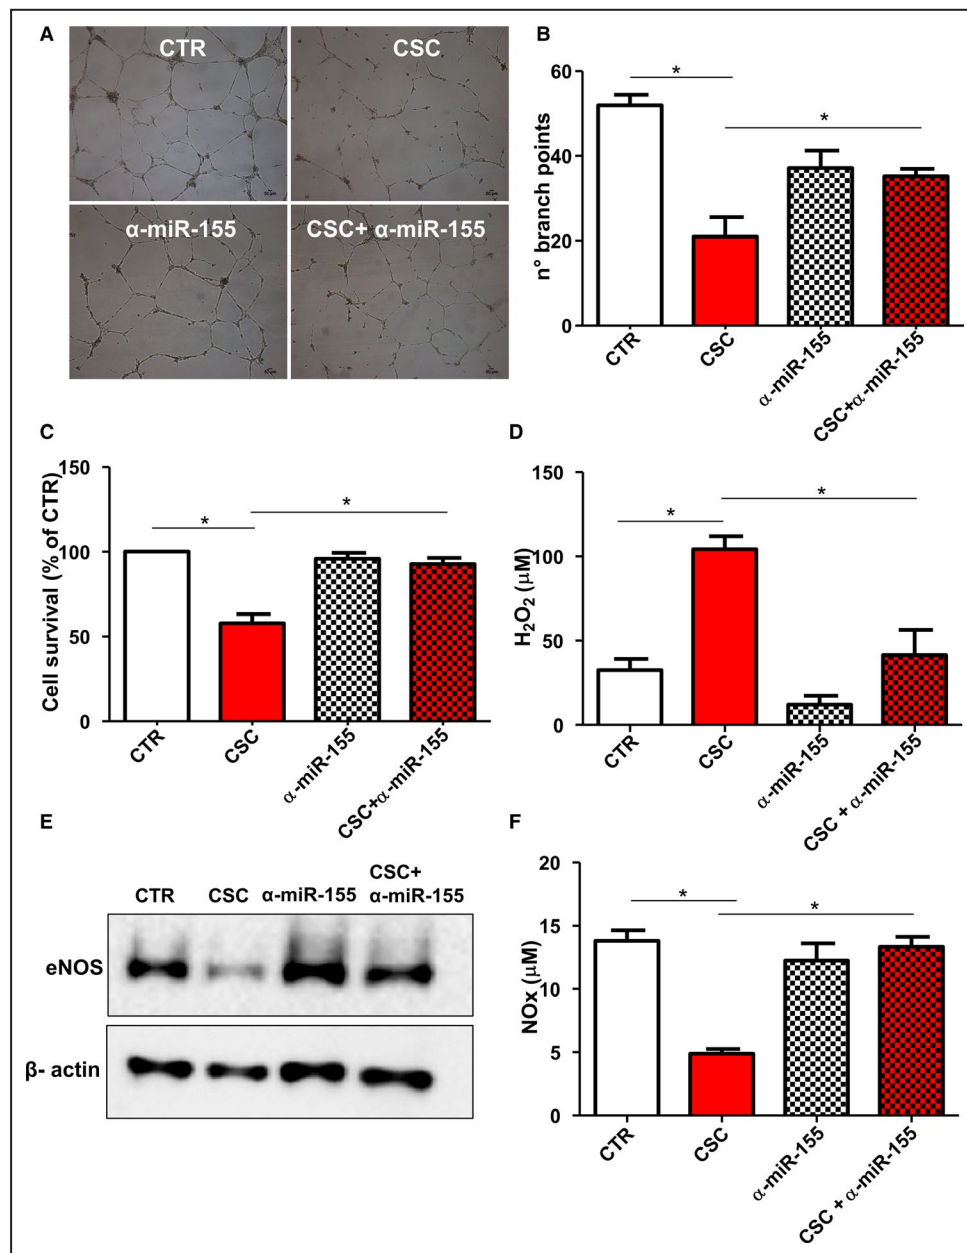 A
CTR
CSC
α-miR-155
CSC+ α-miR-155
B
n° branch points
60
40
20
0
*
*
CTR
CSC
α-miR-155
CSC+α-miR-155
C
Cell survival (% of CTR)
150
100
50
0
*
*
CTR
CSC
α-miR-155
CSC+α-miR-155
D
H₂O₂ (μM)
150
100
50
0
*
*
CTR
CSC
α-miR-155
CSC + α-miR-155
E
CTR
CSC
α-miR-155
CSC+
α-miR-155
eNOS
β- actin
F
NOx (μM)
20
15
10
5
0
*
*
CTR
CSC
α-miR-155
CSC + α-miR-155